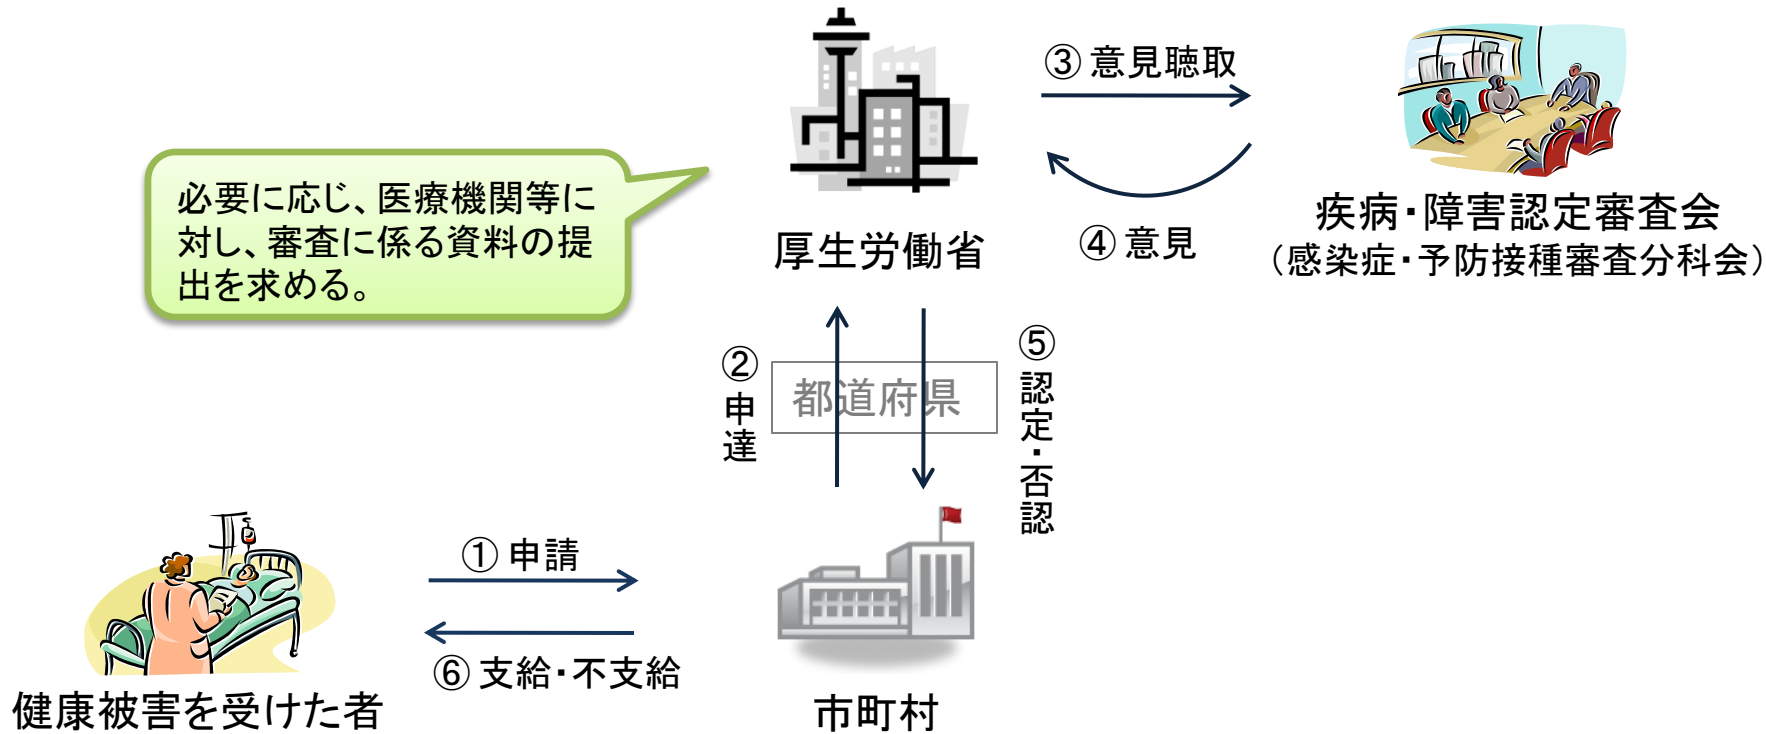 ③意見聴取
必要に応じ、医療機関等に
対し、審査に係る資料の提
出を求める。
厚生労働省
④意見
疾病・障害認定審査会
（感染症・予防接種審査分科会）
②申達
都道府県
⑤認定・否認
①申請
⑥支給・不支給
健康被害を受けた者
市町村